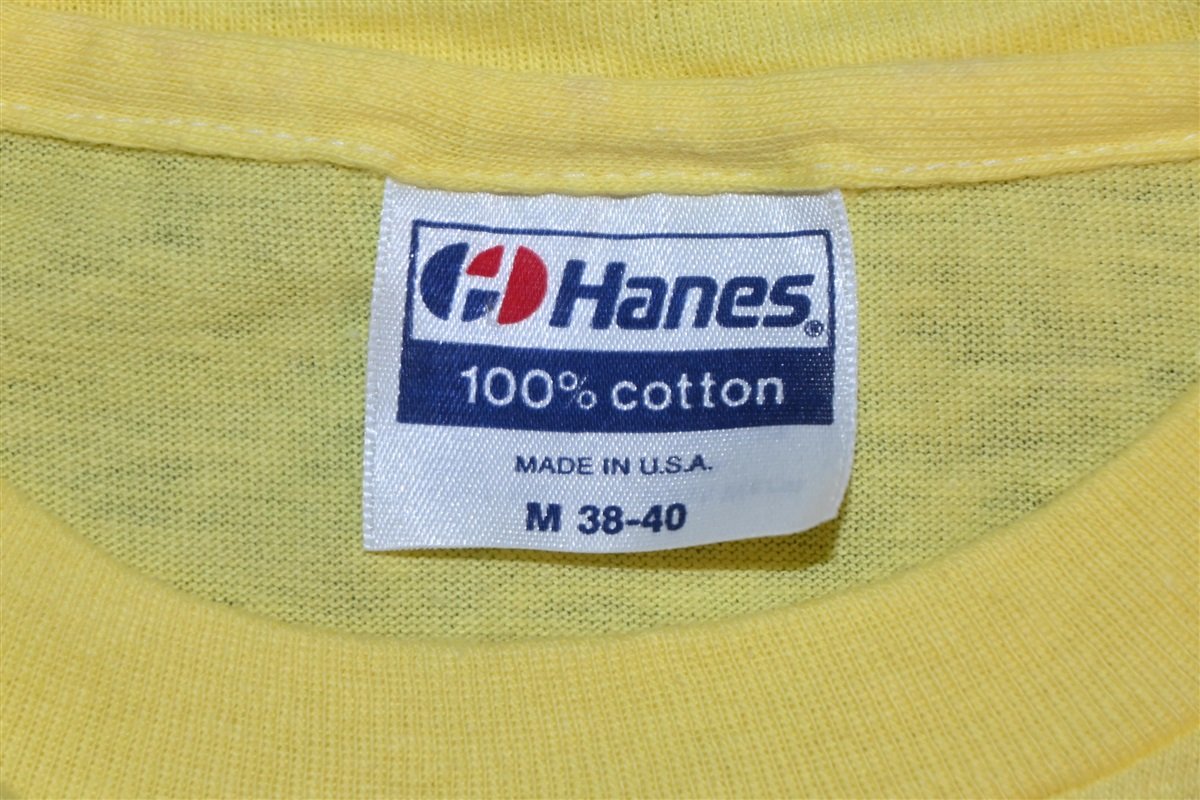 Hanes®
100% cotton
MADE IN U.S.A.
M 38-40